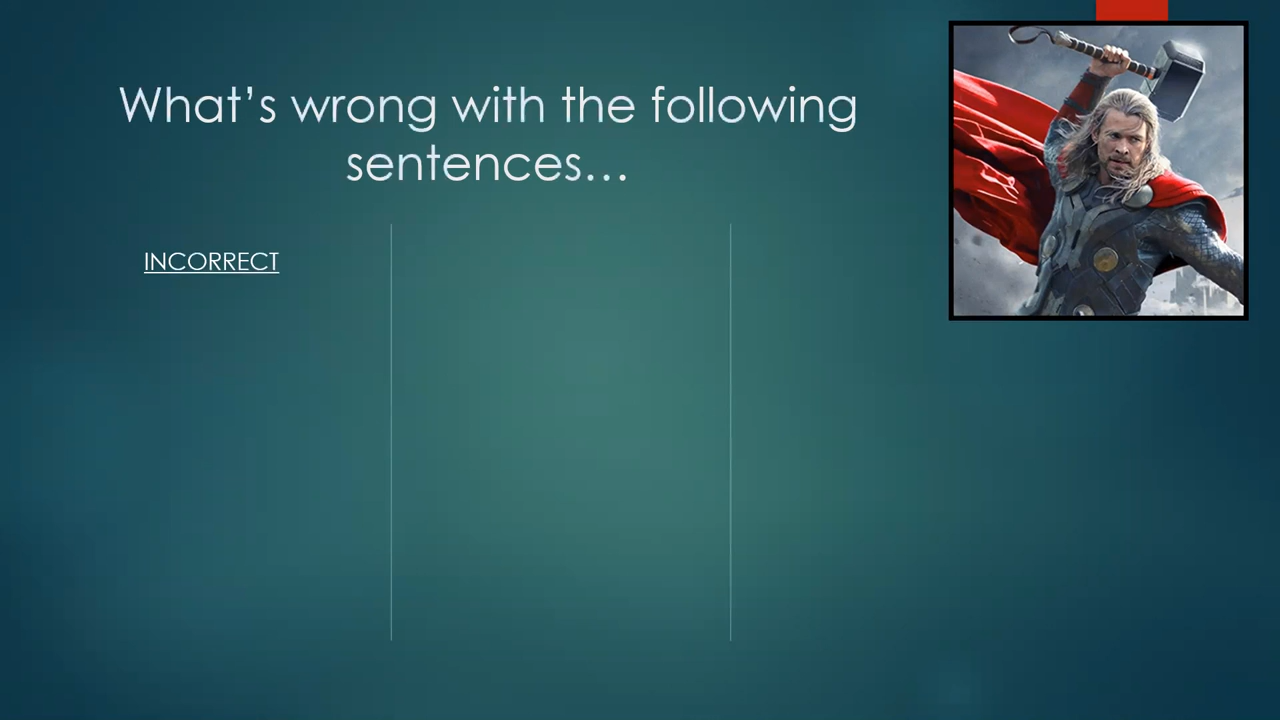 What’s wrong with the following
sentences…
INCORRECT